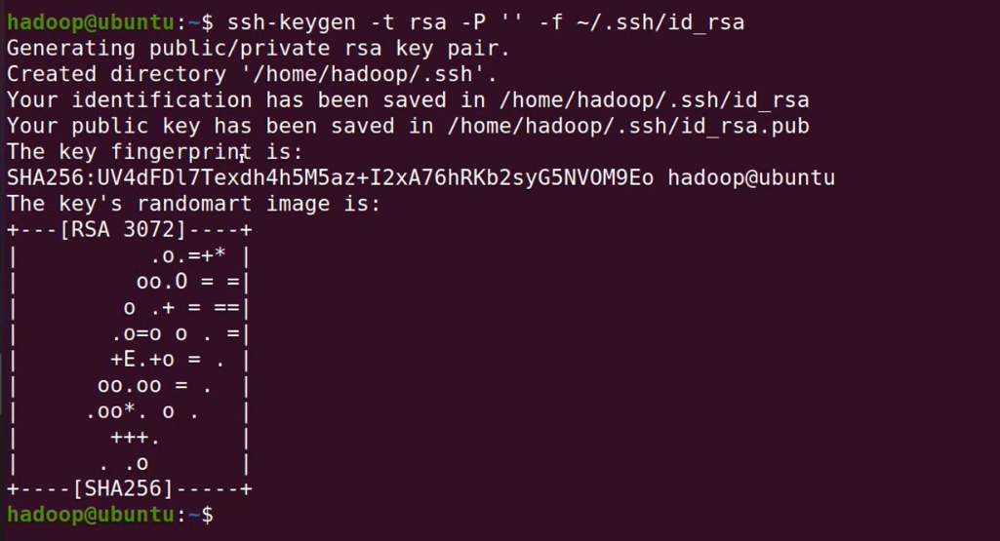 hadoop@ubuntu:~$ ssh-keygen -t rsa -P '' -f ~/.ssh/id_rsa
Generating public/private rsa key pair.
Created directory '/home/hadoop/.ssh'.
Your identification has been saved in /home/hadoop/.ssh/id_rsa
Your public key has been saved in /home/hadoop/.ssh/id_rsa.pub
The key fingerprint is:
SHA256:UV4dFDl7Texdh4h5M5az+I2xA76hRKb2syG5NVOM9Eo hadoop@ubuntu
The key's randomart image is:
+---[RSA 3072]----+
|          .o.=+* |
|         oo.O = =|
|        o .+ = ==|
|       .o=o o . =|
|       +E.+o = . |
|      oo.oo = .  |
|     .oo*. o .   |
|       +++.      |
|      . .o       |
+----[SHA256]-----+
hadoop@ubuntu:~$